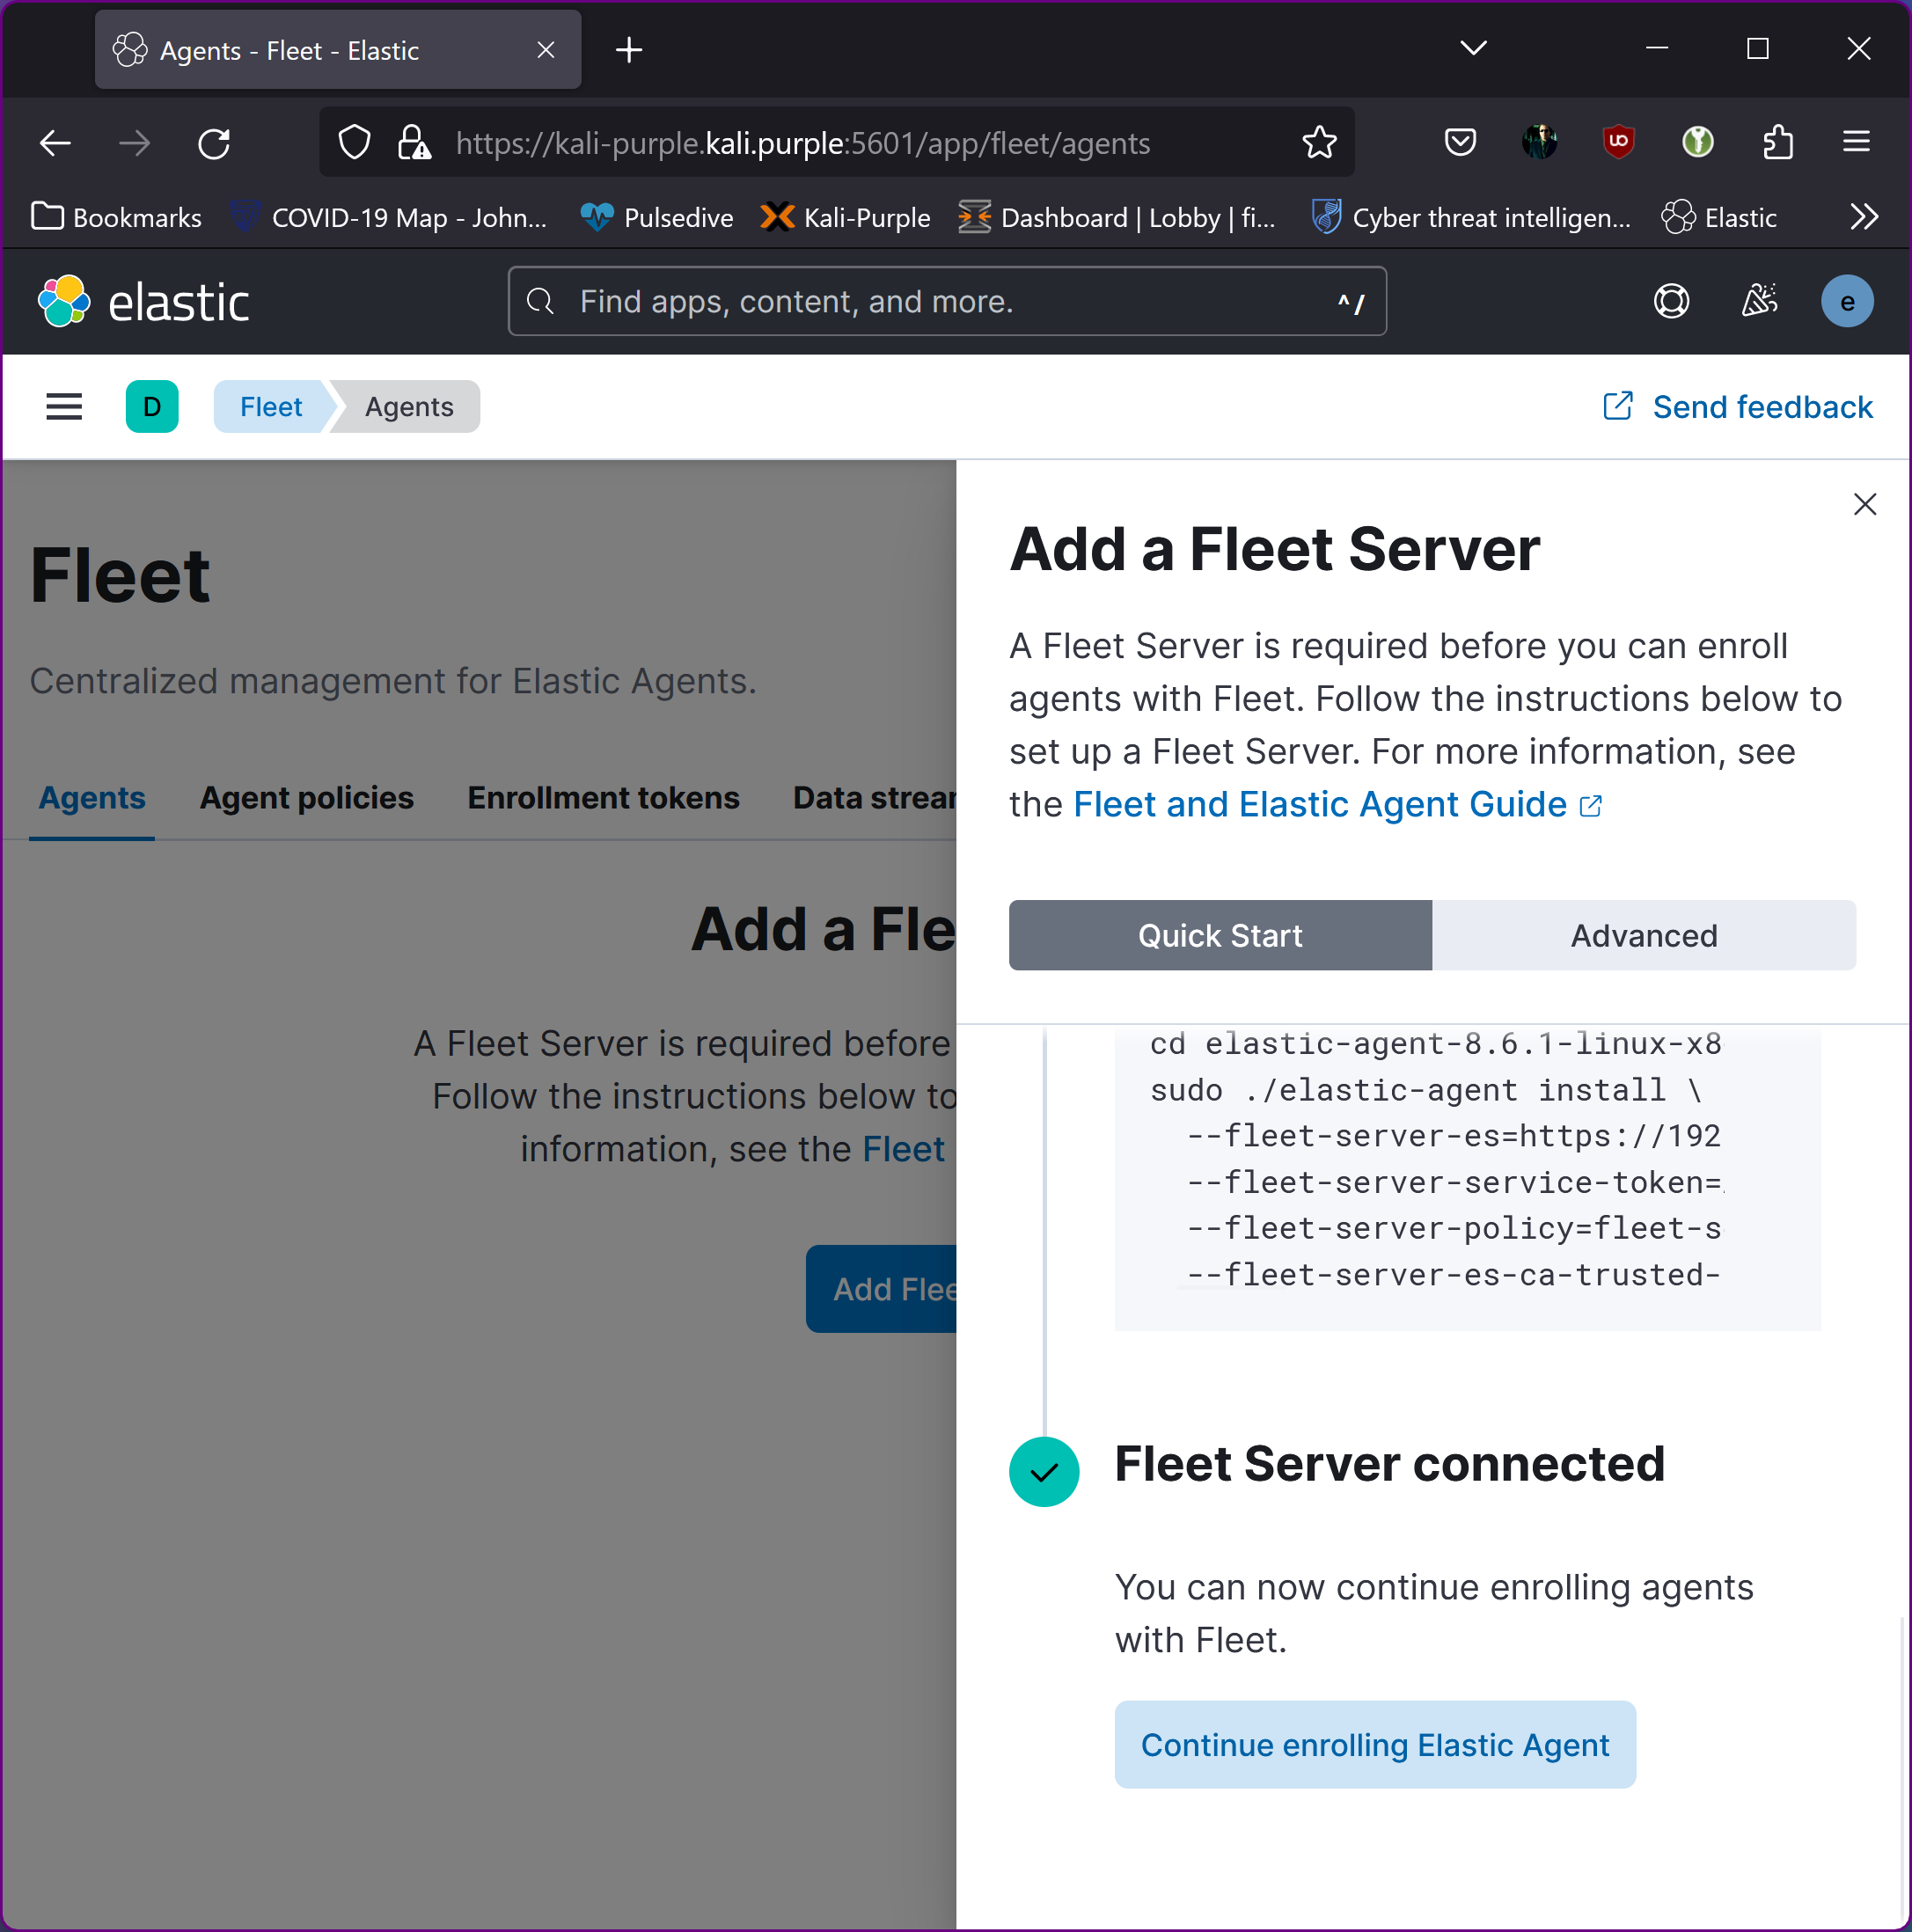 Agents - Fleet - Elastic
https://kali-purple.kali.purple:5601/app/fleet/agents
Bookmarks COVID-19 Map - John... Pulsedive Kali-Purple Dashboard | Lobby | fi... Cyber threat intelligen... Elastic
elastic
Find apps, content, and more. ^ /
e
D Fleet Agents Send feedback
Fleet
Centralized management for Elastic Agents.
Agents Agent policies Enrollment tokens Data strear
Add a Fle
A Fleet Server is required before
Follow the instructions below to
information, see the Fleet
Add Flee
Add a Fleet Server
A Fleet Server is required before you can enroll
agents with Fleet. Follow the instructions below to
set up a Fleet Server. For more information, see
the Fleet and Elastic Agent Guide
Quick Start Advanced
cd elastic-agent-8.6.1-linux-x8
sudo ./elastic-agent install \
--fleet-server-es=https://192
--fleet-server-service-token=
--fleet-server-policy=fleet-s
--fleet-server-es-ca-trusted-
Fleet Server connected
You can now continue enrolling agents
with Fleet.
Continue enrolling Elastic Agent